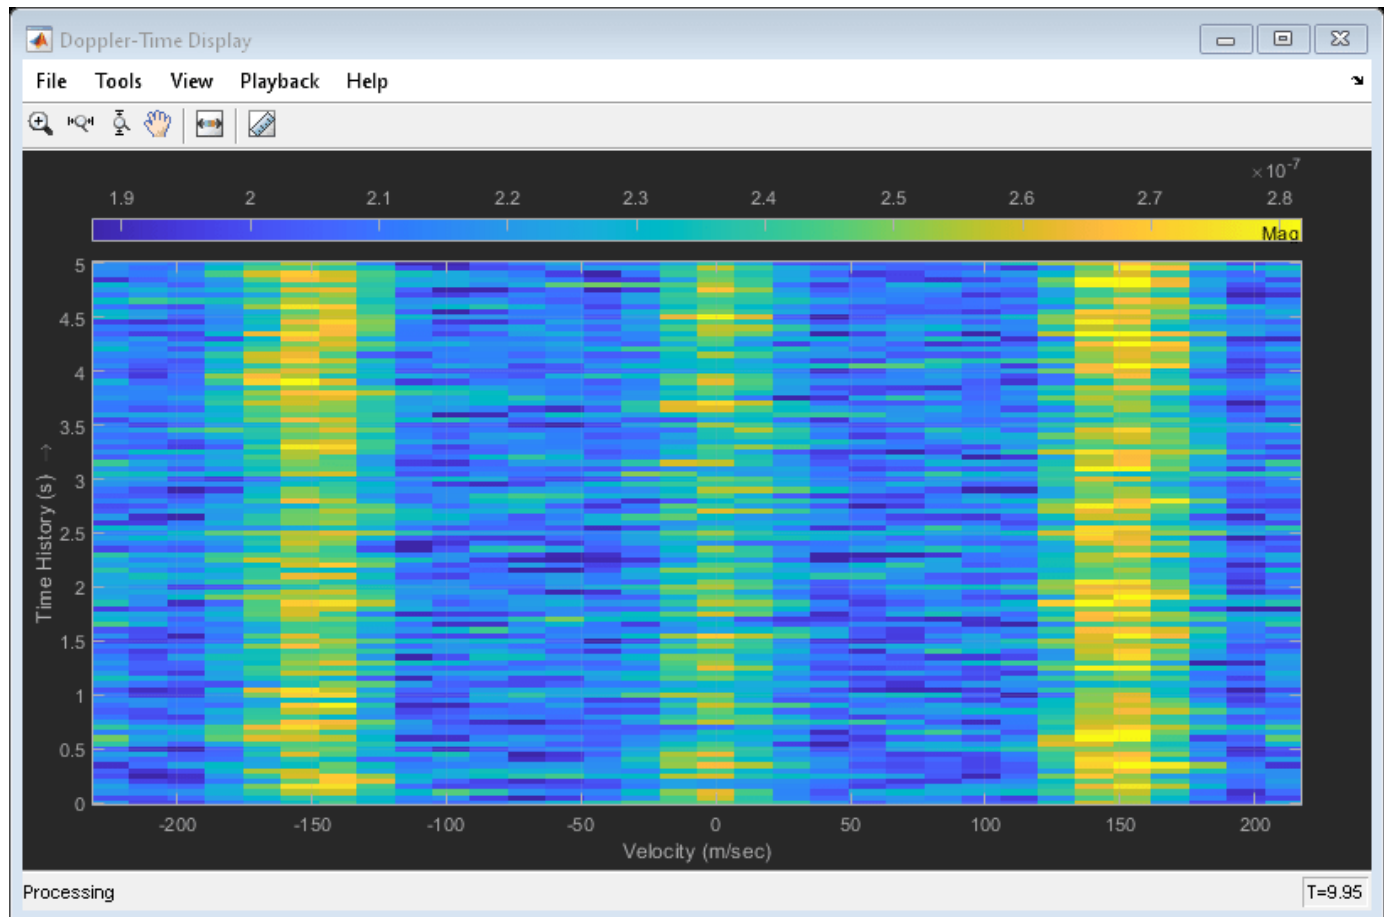 Doppler-Time Display
File Tools View Playback Help
×10⁻⁷
1.9 2 2.1 2.2 2.3 2.4 2.5 2.6 2.7 2.8
Mag
5
4.5
4
3.5
3
2.5
2
1.5
1
0.5
0
Time History (s) →
-200 -150 -100 -50 0 50 100 150 200
Velocity (m/sec)
Processing T=9.95